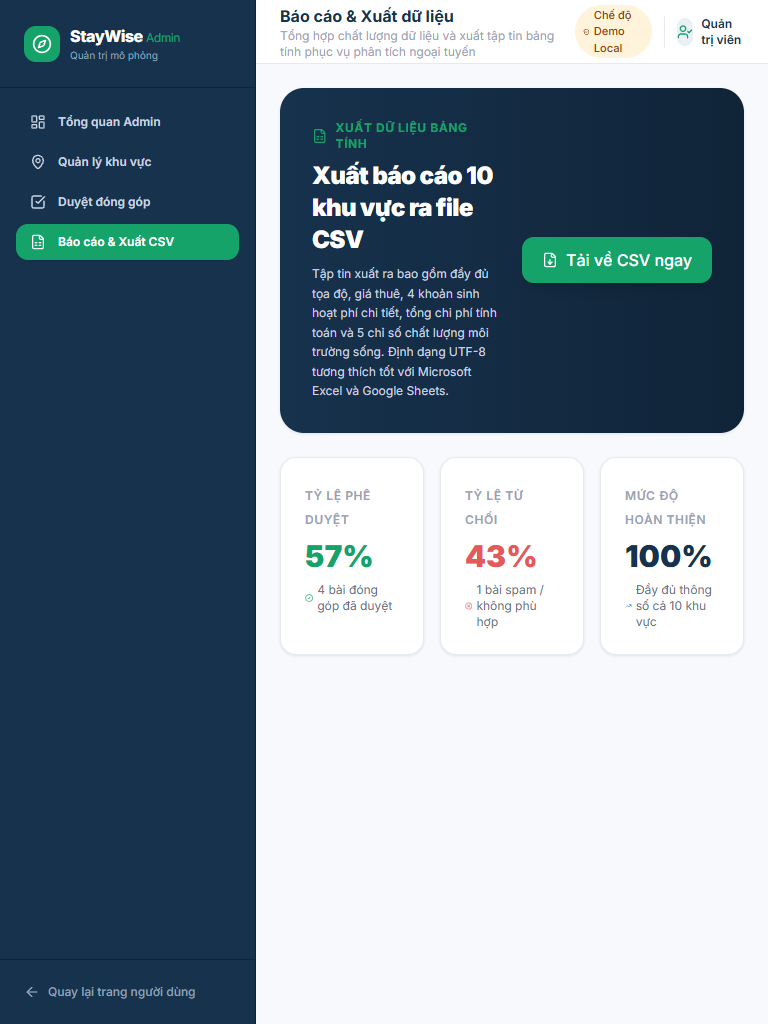 StayWise Admin
Quản trị mô phỏng
Tổng quan Admin
Quản lý khu vực
Duyệt đóng góp
Báo cáo & Xuất CSV
Quay lại trang người dùng
Báo cáo & Xuất dữ liệu
Tổng hợp chất lượng dữ liệu và xuất tập tin bảng
tính phục vụ phân tích ngoại tuyến
Chế độ
Demo
Local
Quản
trị viên
XUẤT DỮ LIỆU BẢNG
TÍNH
Xuất báo cáo 10
khu vực ra file
CSV
Tập tin xuất ra bao gồm đầy đủ
tọa độ, giá thuê, 4 khoản sinh
hoạt phí chi tiết, tổng chi phí tính
toán và 5 chỉ số chất lượng môi
trường sống. Định dạng UTF-8
tương thích tốt với Microsoft
Excel và Google Sheets.
Tải về CSV ngay
TỶ LỆ PHÊ
DUYỆT
57%
4 bài đóng
góp đã duyệt
TỶ LỆ TỪ
CHỐI
43%
1 bài spam /
không phù
hợp
MỨC ĐỘ
HOÀN THIỆN
100%
Đầy đủ thông
số cả 10 khu
vực